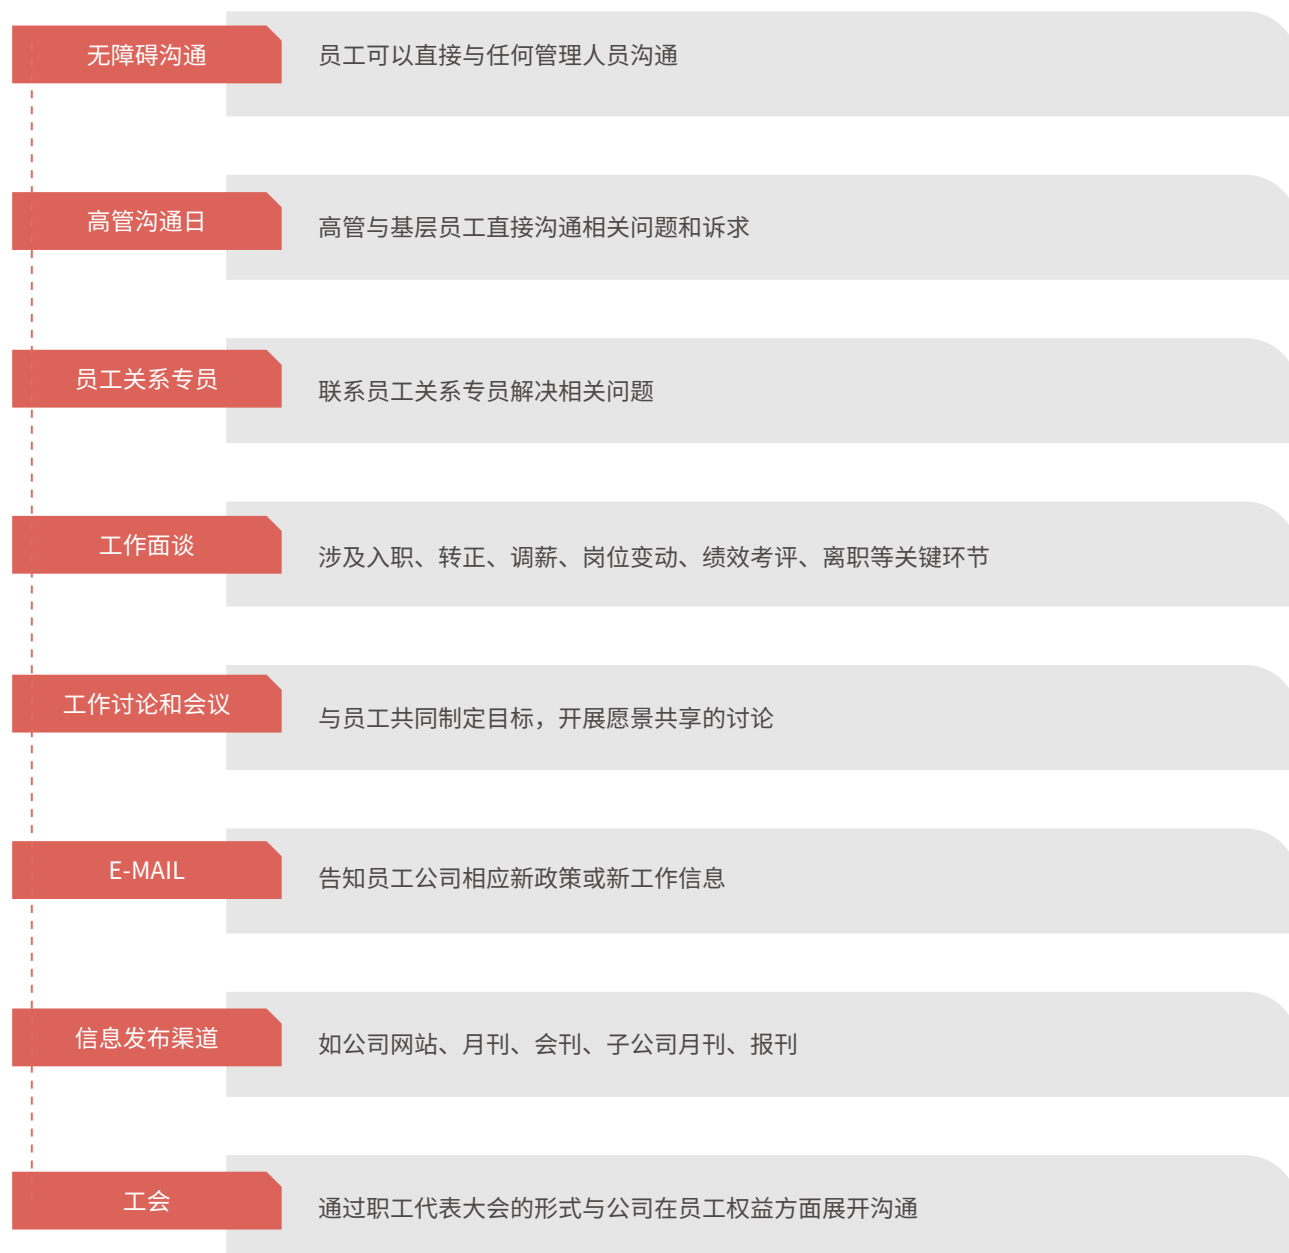 无障碍沟通
员工可以直接与任何管理人员沟通
高管沟通日
高管与基层员工直接沟通相关问题和诉求
员工关系专员
联系员工关系专员解决相关问题
工作面谈
涉及入职、转正、调薪、岗位变动、绩效考评、离职等关键环节
工作讨论和会议
与员工共同制定目标，开展愿景共享的讨论
E-MAIL
告知员工公司相应新政策或新工作信息
信息发布渠道
如公司网站、月刊、会刊、子公司月刊、报刊
工会
通过职工代表大会的形式与公司在员工权益方面展开沟通